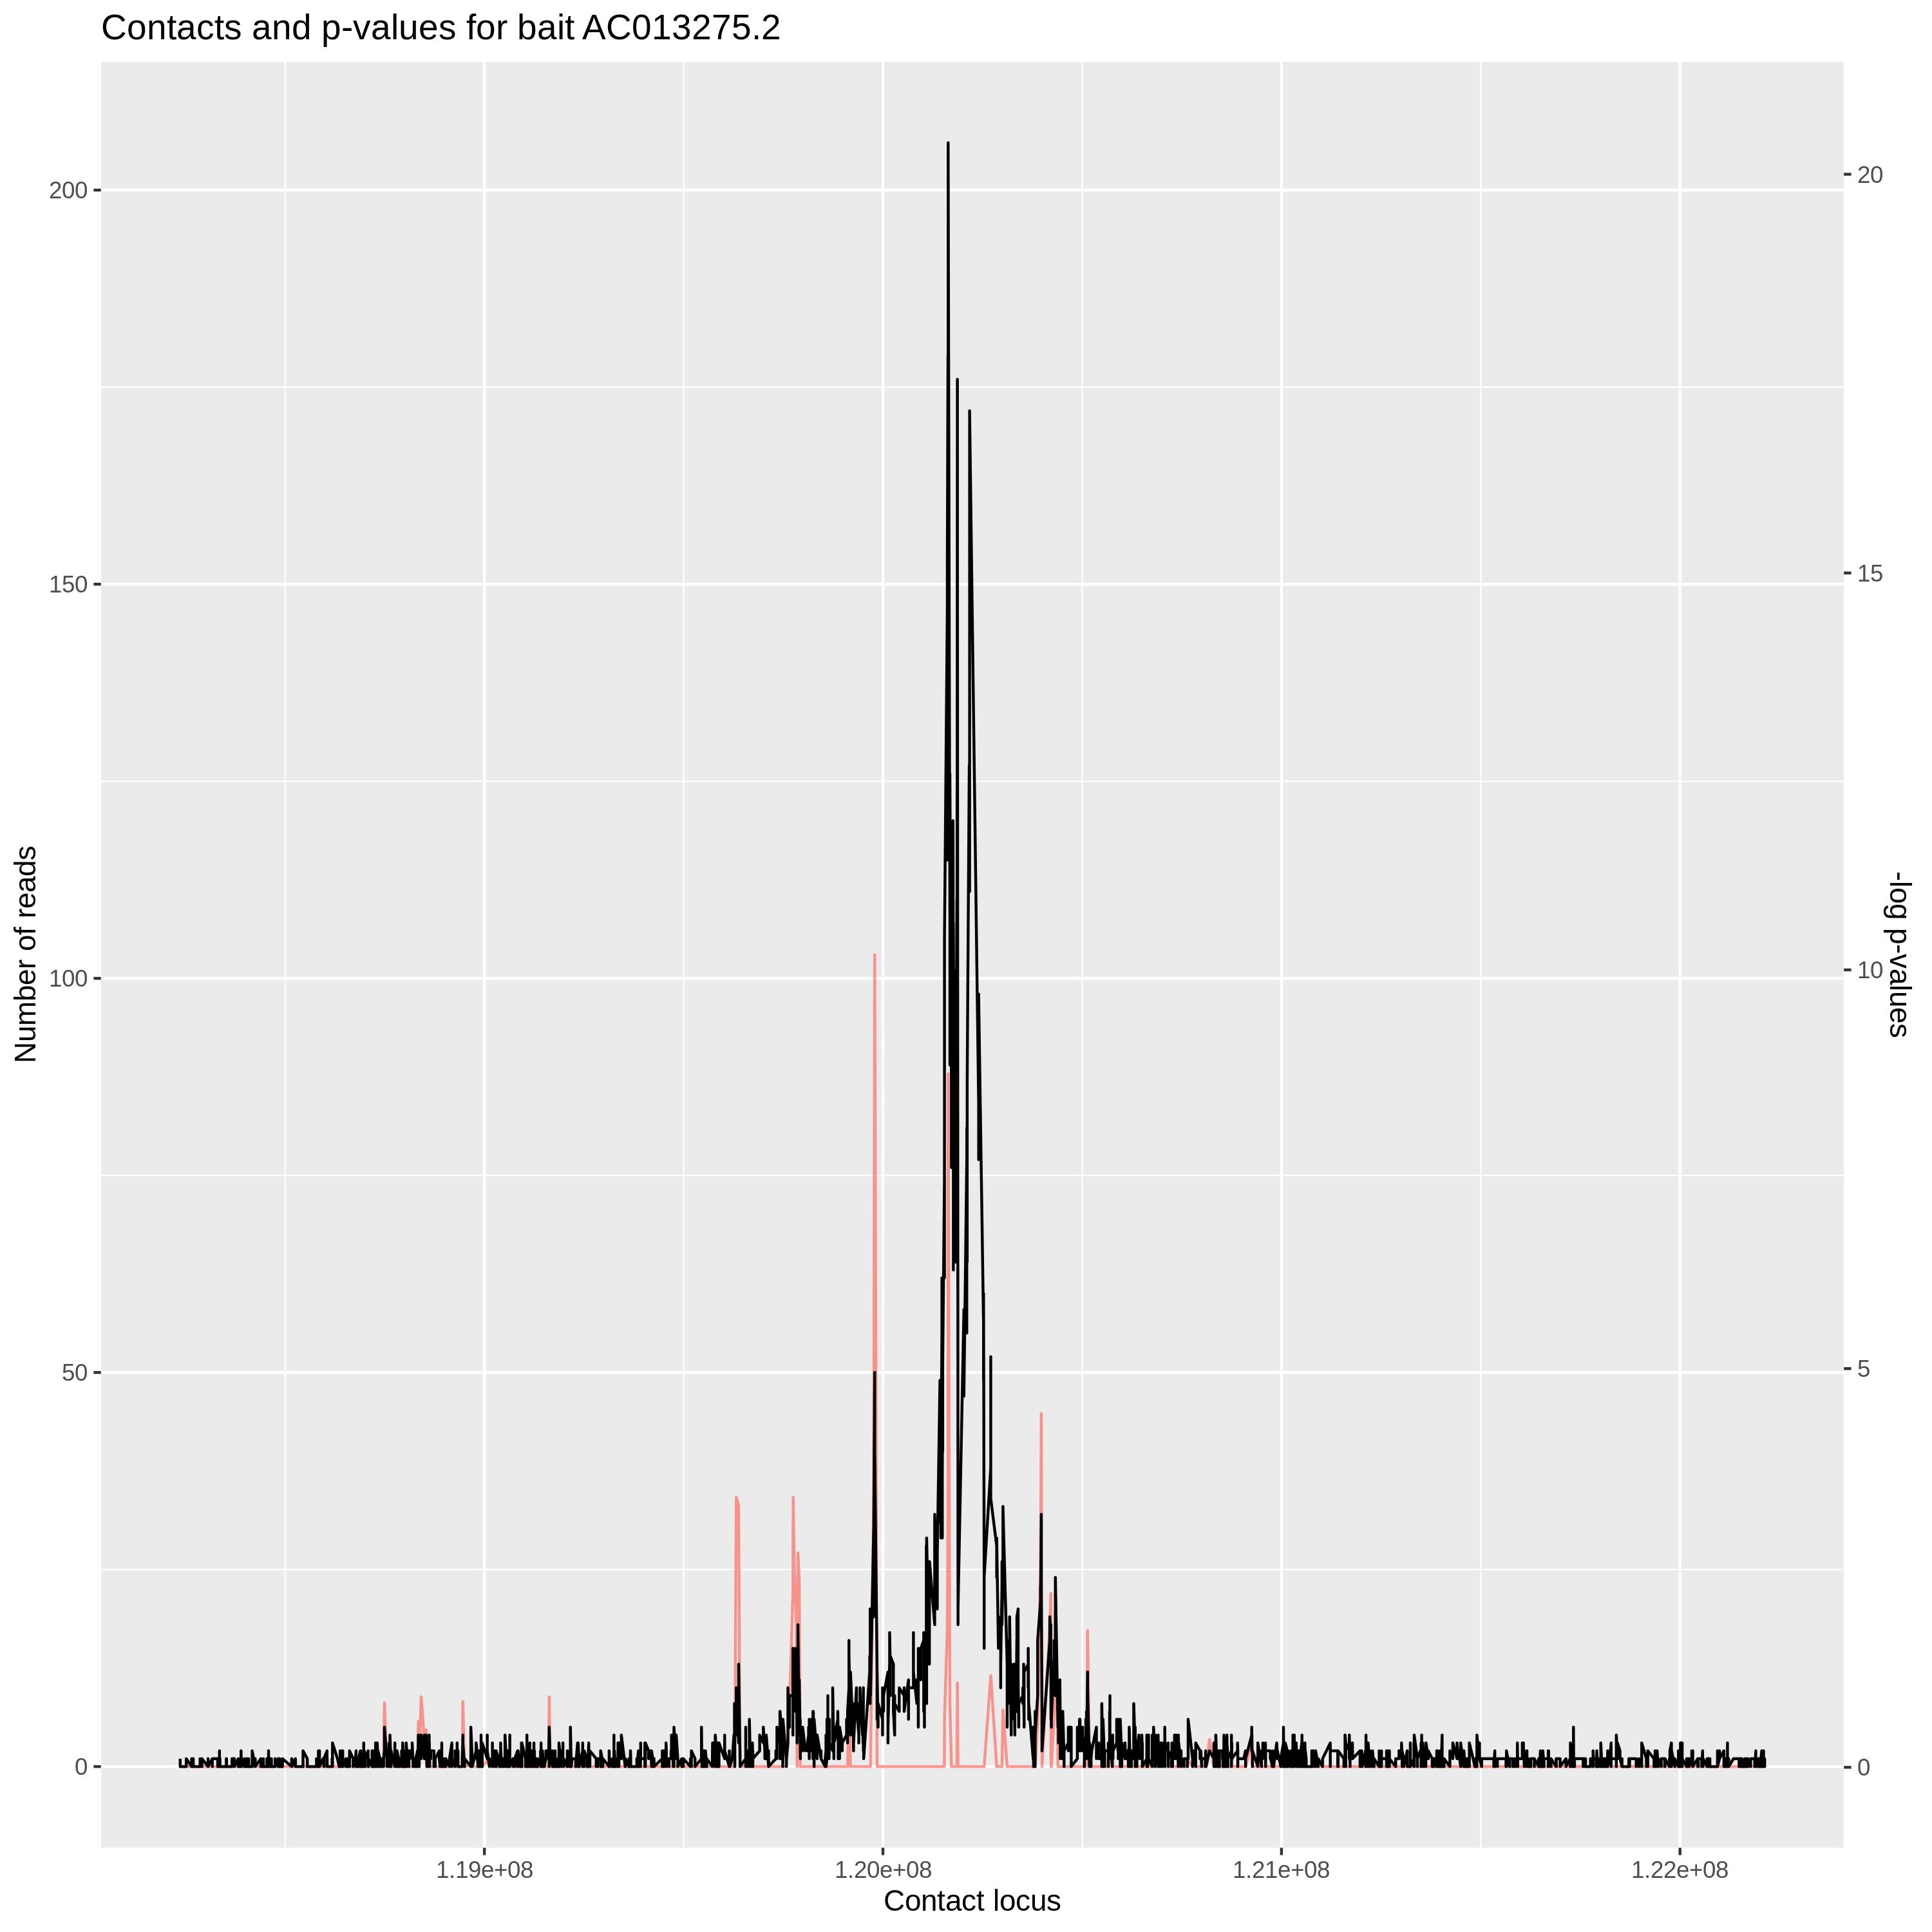 Contacts and p-values for bait AC013275.2
200
150
100
50
0
Number of reads
20
15
10
5
0
-log p-values
1.19e+08 1.20e+08 1.21e+08 1.22e+08
Contact locus